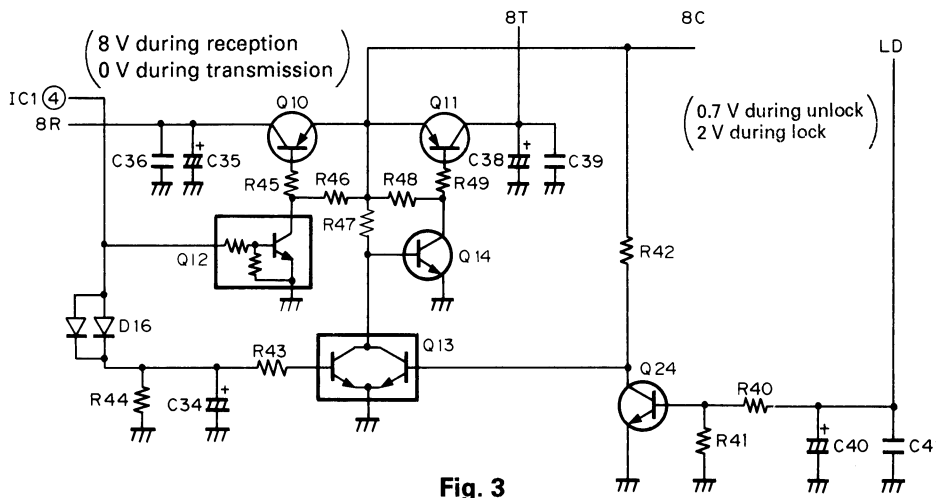 8T
8C
LD
8 V during reception
0 V during transmission
0.7 V during unlock
2 V during lock
IC1 ④
8R
Q10
Q11
C36
C35
C38
C39
R45
R46
R48
R49
R47
R42
Q12
Q14
D16
R43
Q13
Q24
R44
C34
R40
R41
C40
C4
Fig. 3